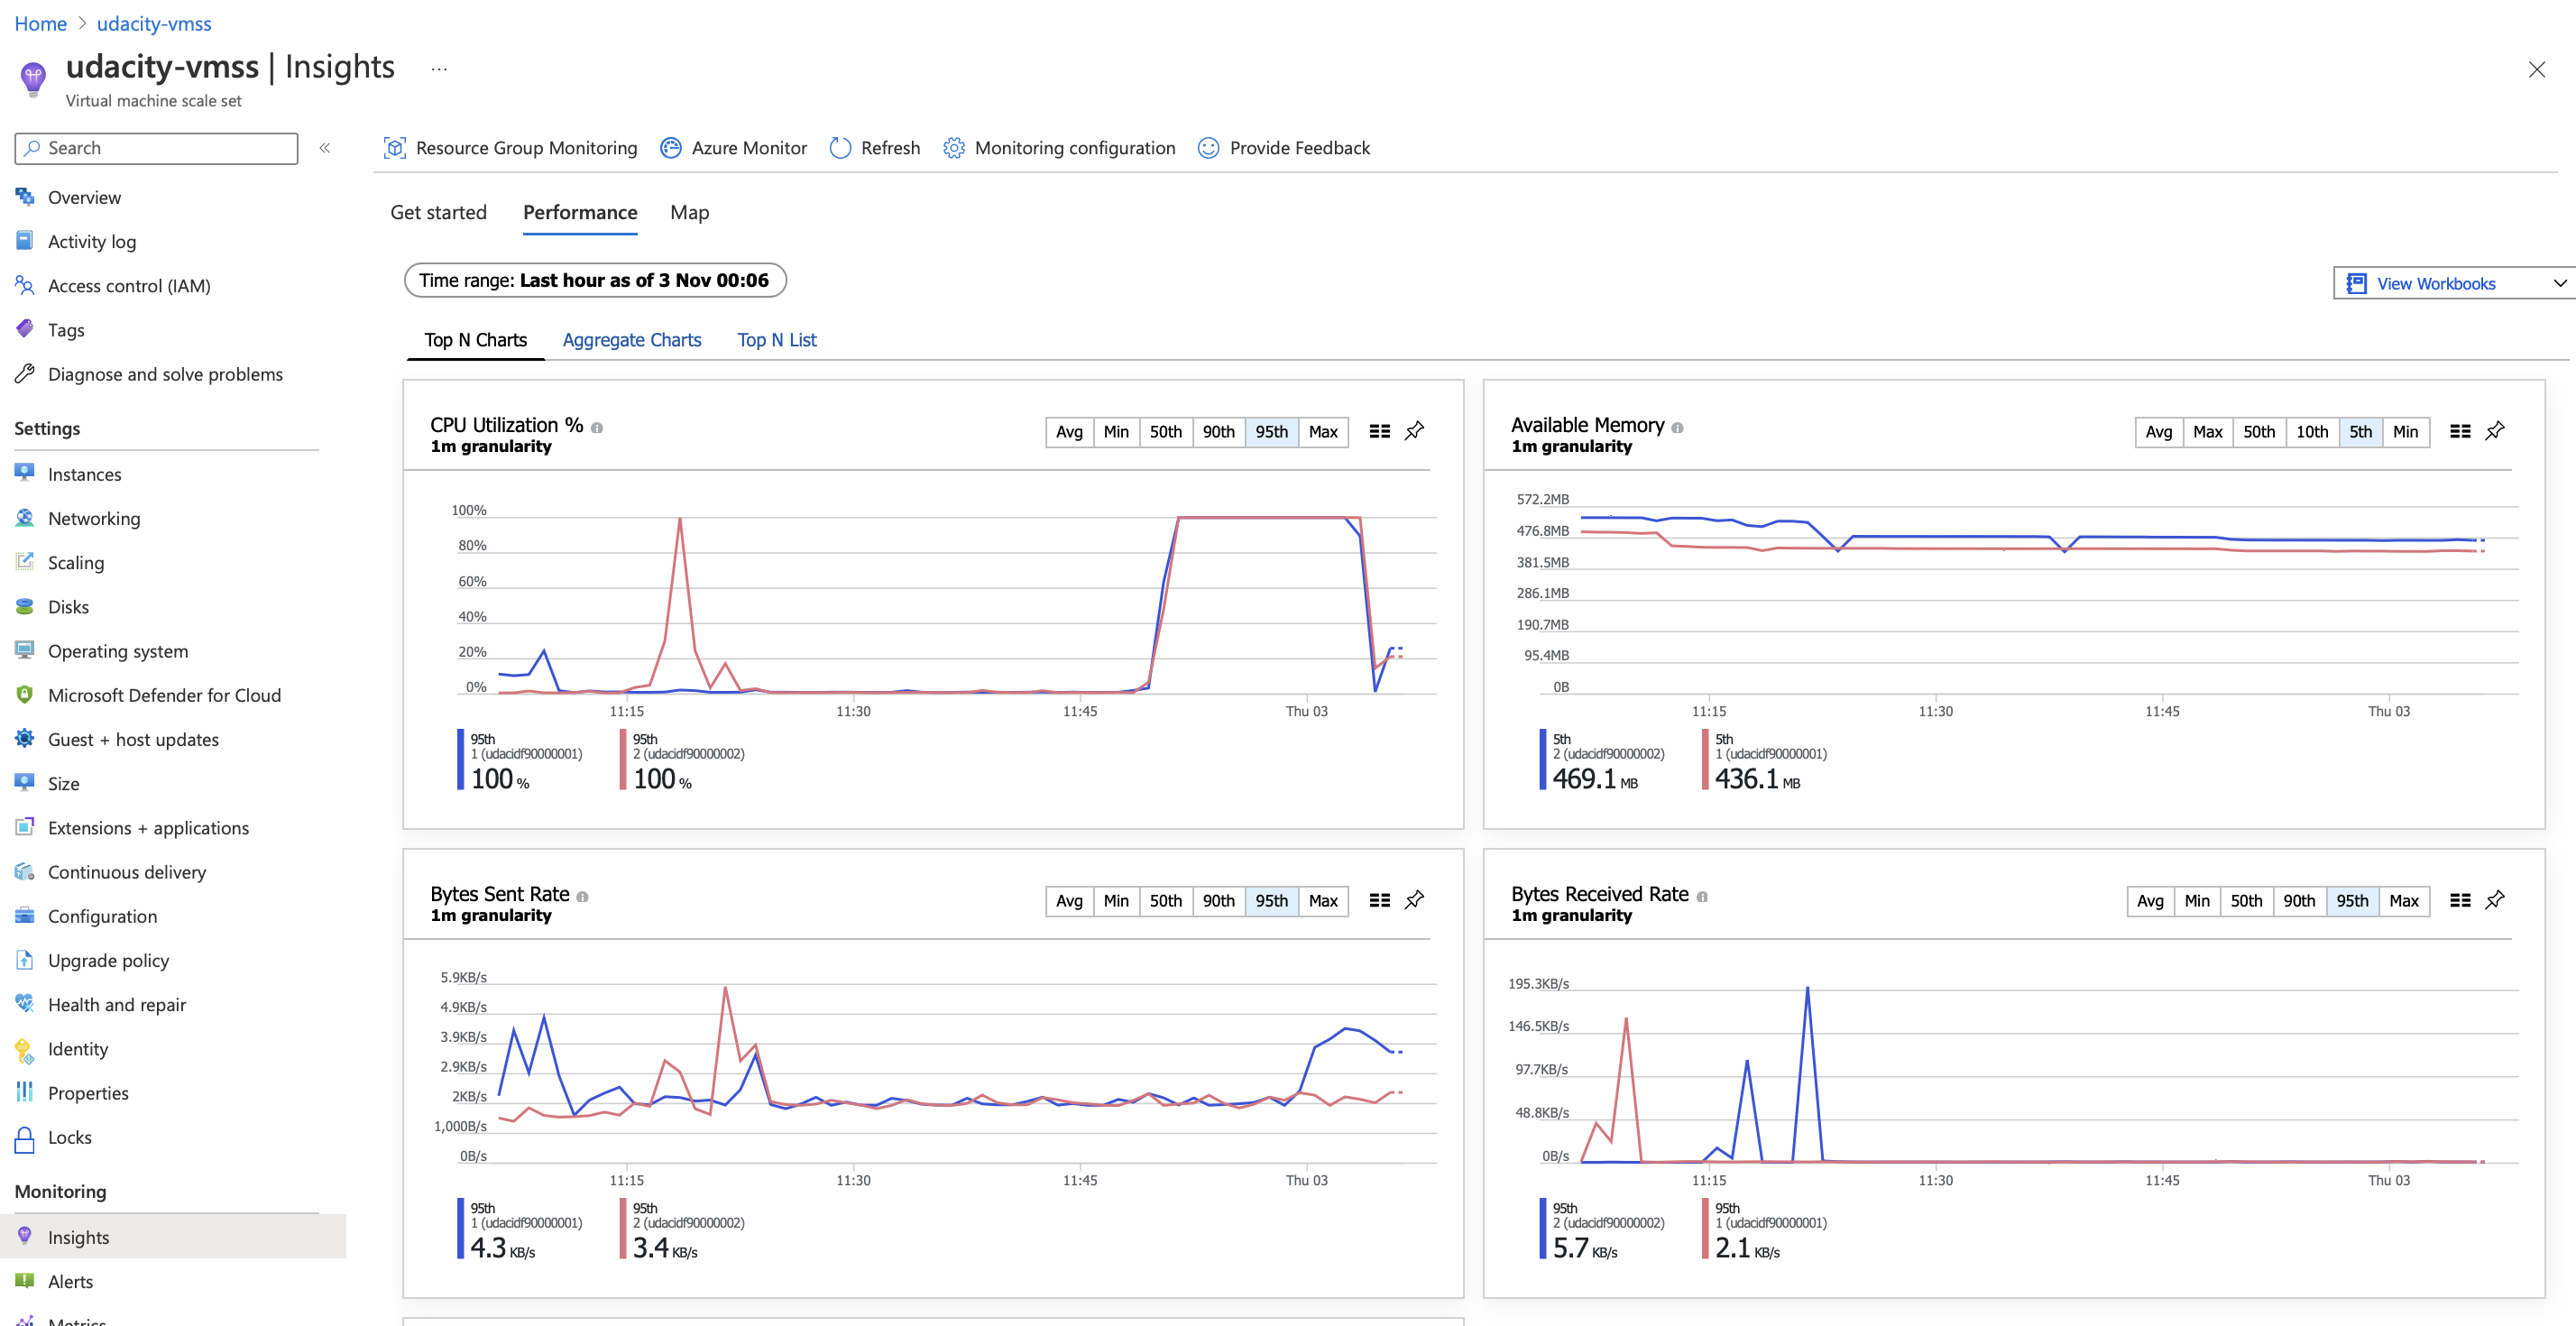 Home > udacity-vmss
udacity-vmss | Insights ...
Virtual machine scale set
Search «
Overview
Activity log
Access control (IAM)
Tags
Diagnose and solve problems
Settings
Instances
Networking
Scaling
Disks
Operating system
Microsoft Defender for Cloud
Guest + host updates
Size
Extensions + applications
Continuous delivery
Configuration
Upgrade policy
Health and repair
Identity
Properties
Locks
Monitoring
Insights
Alerts
Metrics
Resource Group Monitoring Azure Monitor Refresh Monitoring configuration Provide Feedback
Get started Performance Map
Time range: Last hour as of 3 Nov 00:06
View Workbooks
Top N Charts Aggregate Charts Top N List
CPU Utilization %
1m granularity
Avg Min 50th 90th 95th Max
100%
80%
60%
40%
20%
0%
11:15 11:30 11:45 Thu 03
95th
1 (udacidf90000001)
100 %
95th
2 (udacidf90000002)
100 %
Available Memory
1m granularity
Avg Max 50th 10th 5th Min
572.2MB
476.8MB
381.5MB
286.1MB
190.7MB
95.4MB
0B
11:15 11:30 11:45 Thu 03
5th
2 (udacidf90000002)
469.1 MB
5th
1 (udacidf90000001)
436.1 MB
Bytes Sent Rate
1m granularity
Avg Min 50th 90th 95th Max
5.9KB/s
4.9KB/s
3.9KB/s
2.9KB/s
2KB/s
1,000B/s
0B/s
11:15 11:30 11:45 Thu 03
95th
1 (udacidf90000001)
4.3 KB/s
95th
2 (udacidf90000002)
3.4 KB/s
Bytes Received Rate
1m granularity
Avg Min 50th 90th 95th Max
195.3KB/s
146.5KB/s
97.7KB/s
48.8KB/s
0B/s
11:15 11:30 11:45 Thu 03
95th
2 (udacidf90000002)
5.7 KB/s
95th
1 (udacidf90000001)
2.1 KB/s